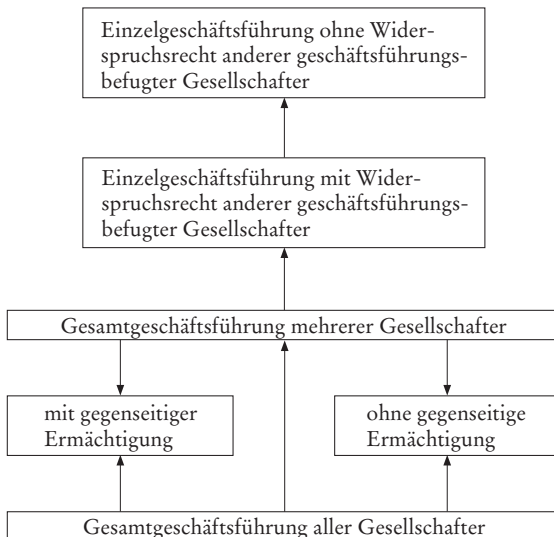 Einzelgeschäftsführung ohne Wider-
spruchsrecht anderer geschäftsführungs-
befugter Gesellschafter
Einzelgeschäftsführung mit Wider-
spruchsrecht anderer geschäftsführungs-
befugter Gesellschafter
Gesamtgeschäftsführung mehrerer Gesellschafter
mit gegenseitiger
Ermächtigung
ohne gegenseitige
Ermächtigung
Gesamtgeschäftsführung aller Gesellschafter